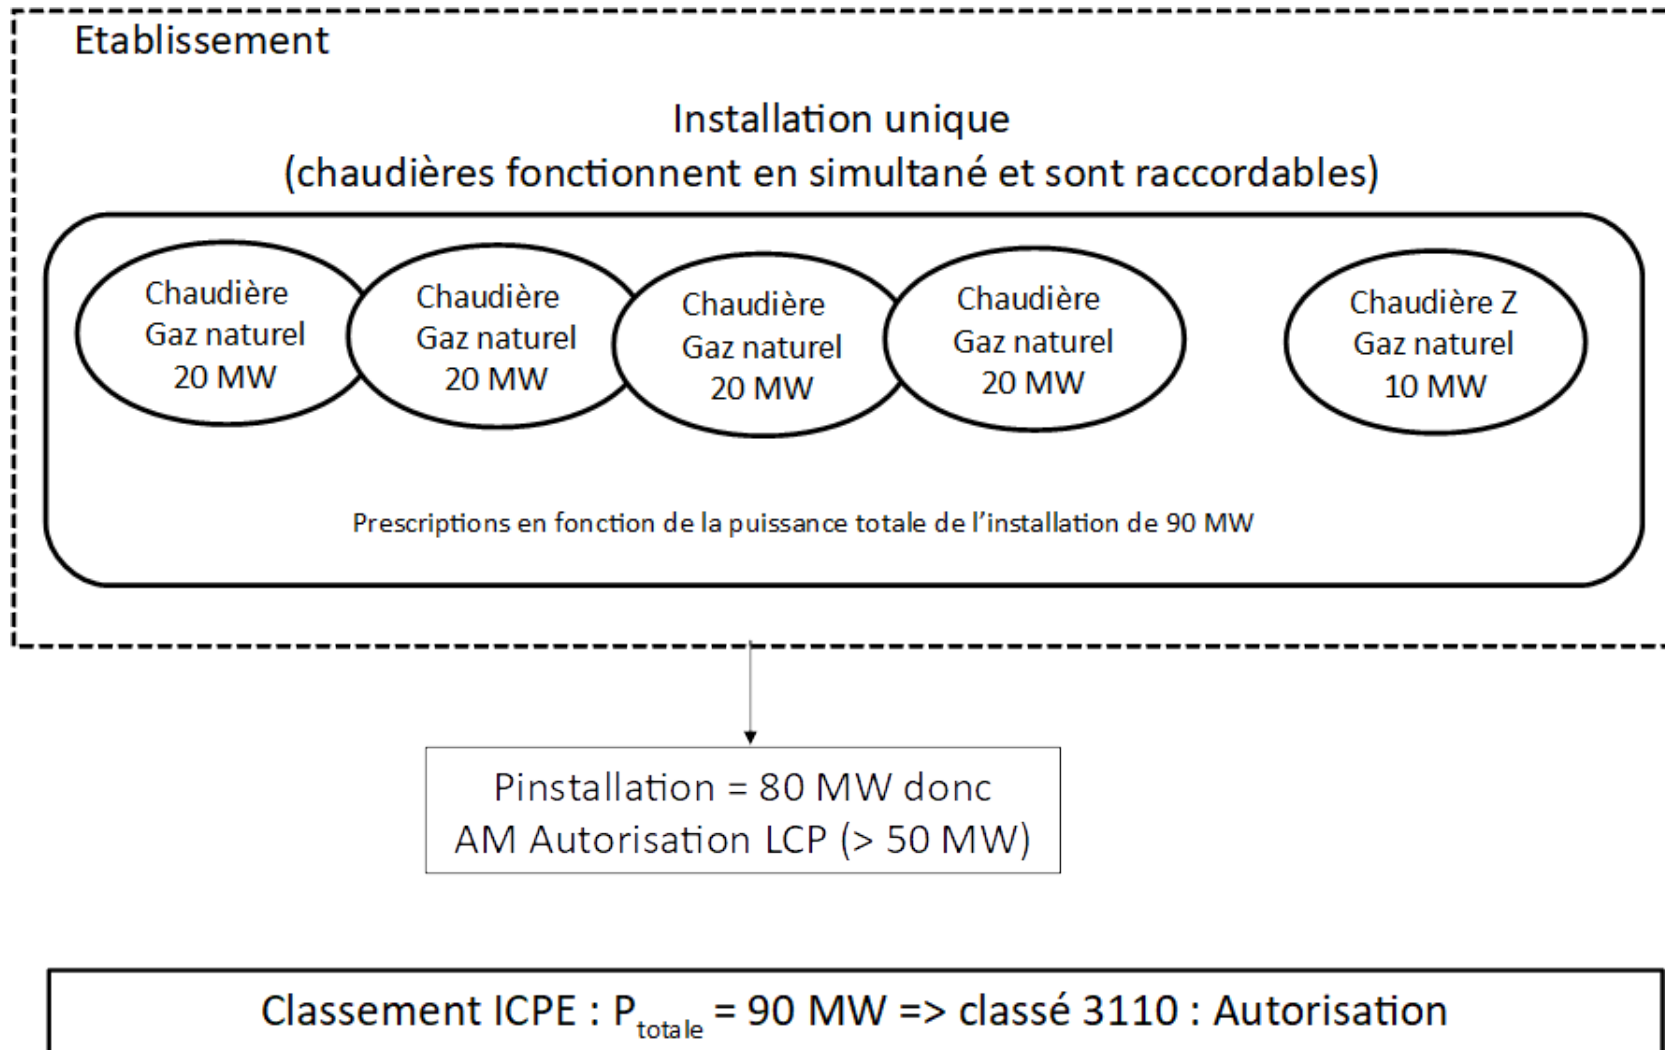 Etablissement
Installation unique
(chaudières fonctionnent en simultané et sont raccordables)
Chaudière
Gaz naturel
20 MW
Chaudière
Gaz naturel
20 MW
Chaudière
Gaz naturel
20 MW
Chaudière
Gaz naturel
20 MW
Chaudière Z
Gaz naturel
10 MW
Prescriptions en fonction de la puissance totale de l'installation de 90 MW
Pinstallation = 80 MW donc
AM Autorisation LCP (> 50 MW)
Classement ICPE : Ptotale = 90 MW => classé 3110 : Autorisation